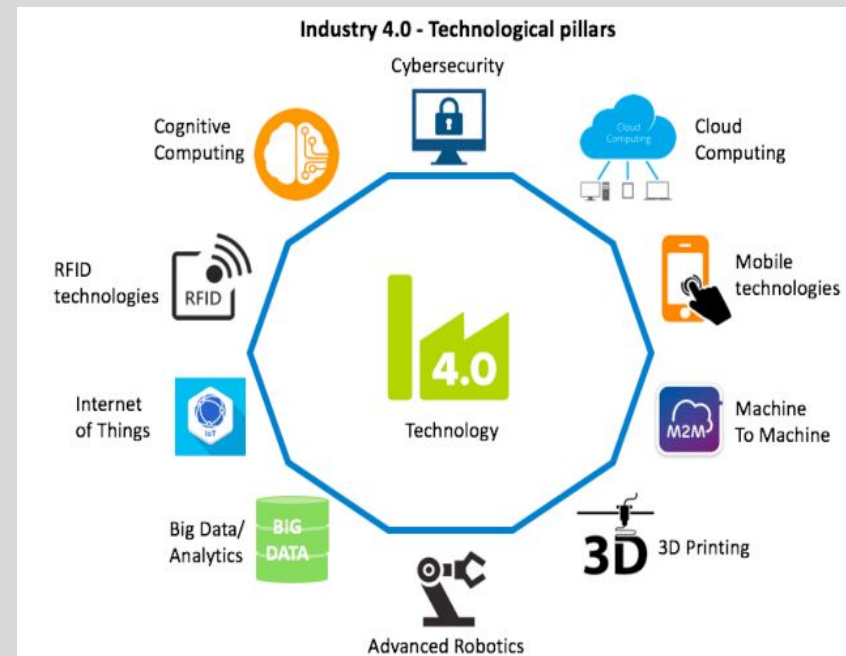 Industry 4.0 - Technological pillars
Cybersecurity
Cognitive
Computing
Cloud
Computing
Cloud
Computing
RFID
technologies
RFID
Mobile
technologies
4.0
Technology
Internet
of Things
IoT
M2M
Machine
To Machine
Big Data/
Analytics
BIG
DATA
3D
3D Printing
Advanced Robotics